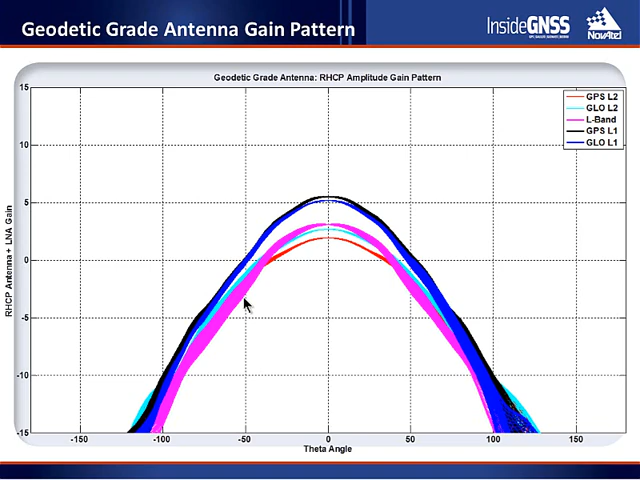 Geodetic Grade Antenna Gain Pattern
InsideGNSS
NovAtel
Geodetic Grade Antenna: RHCP Amplitude Gain Pattern
RHCP Antenna + LNA Gain
15
10
5
0
-5
-10
-15
GPS L2
GLO L2
L-Band
GPS L1
GLO L1
-150
-100
-50
0
50
100
150
Theta Angle